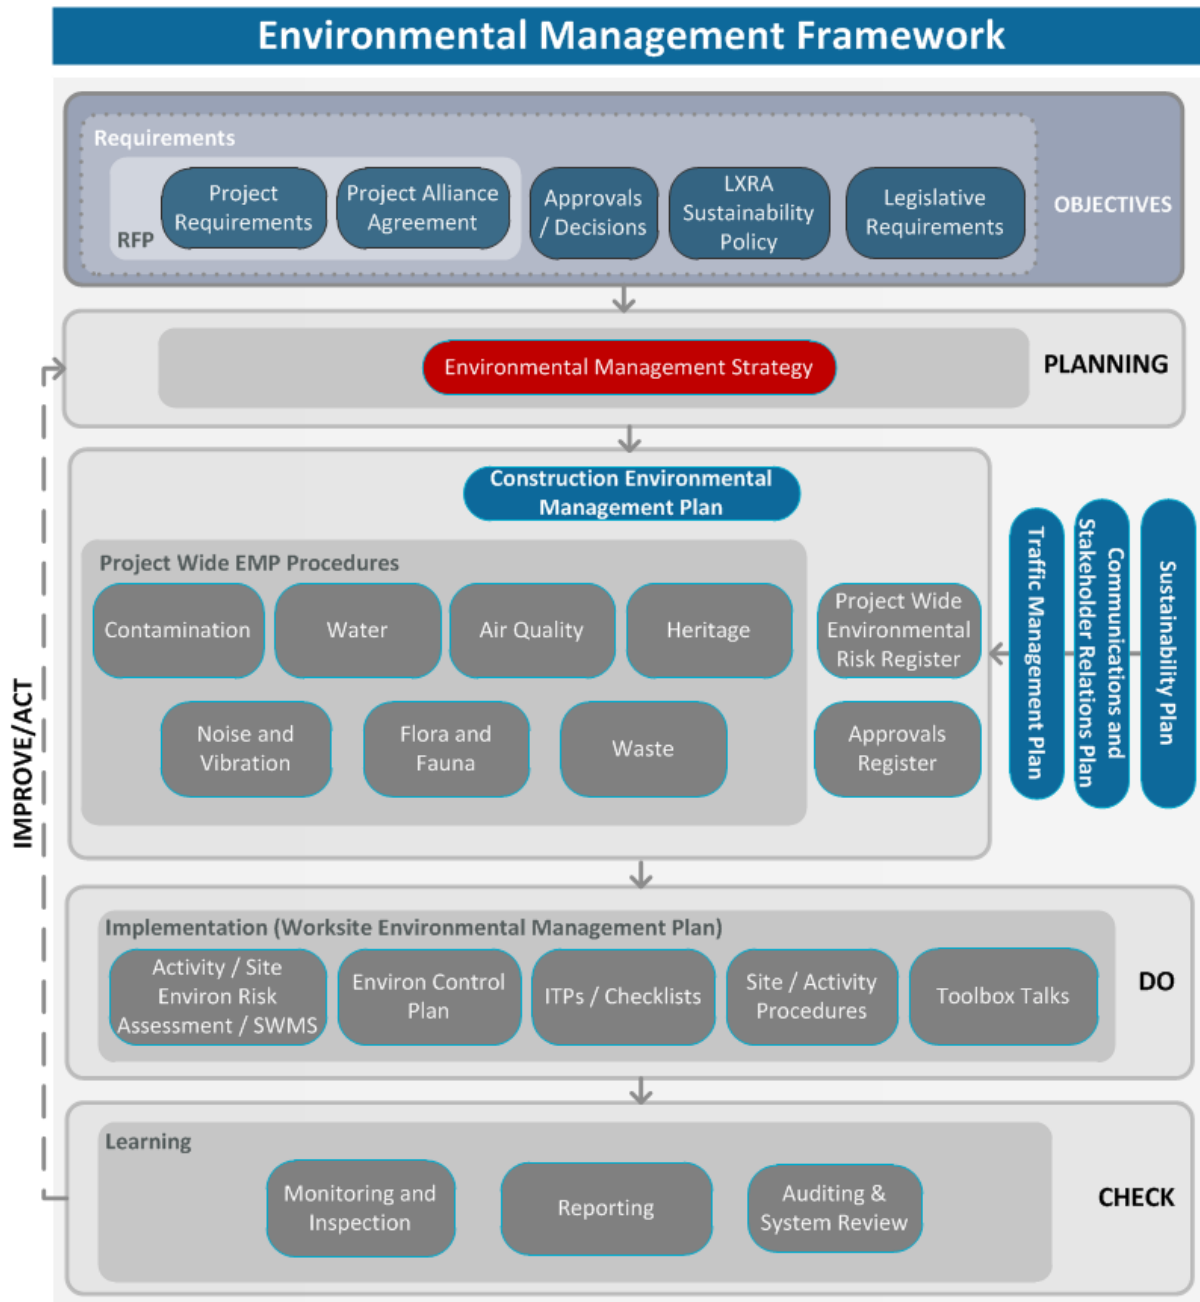 Environmental Management Framework
Requirements
Project
Requirements
Project Alliance
Agreement
RFP
Approvals
/ Decisions
LXRA
Sustainability
Policy
Legislative
Requirements
OBJECTIVES
Environmental Management Strategy
PLANNING
Construction Environmental
Management Plan
Project Wide EMP Procedures
Contamination
Water
Air Quality
Heritage
Noise and
Vibration
Flora and
Fauna
Waste
Project Wide
Environmental
Risk Register
Approvals
Register
Traffic Management Plan
Communications and
Stakeholder Relations Plan
Sustainability Plan
IMPROVE/ACT
Implementation (Worksite Environmental Management Plan)
Activity / Site
Environ Risk
Assessment / SWMS
Environ Control
Plan
ITPs / Checklists
Site / Activity
Procedures
Toolbox Talks
DO
Learning
Monitoring and
Inspection
Reporting
Auditing &
System Review
CHECK